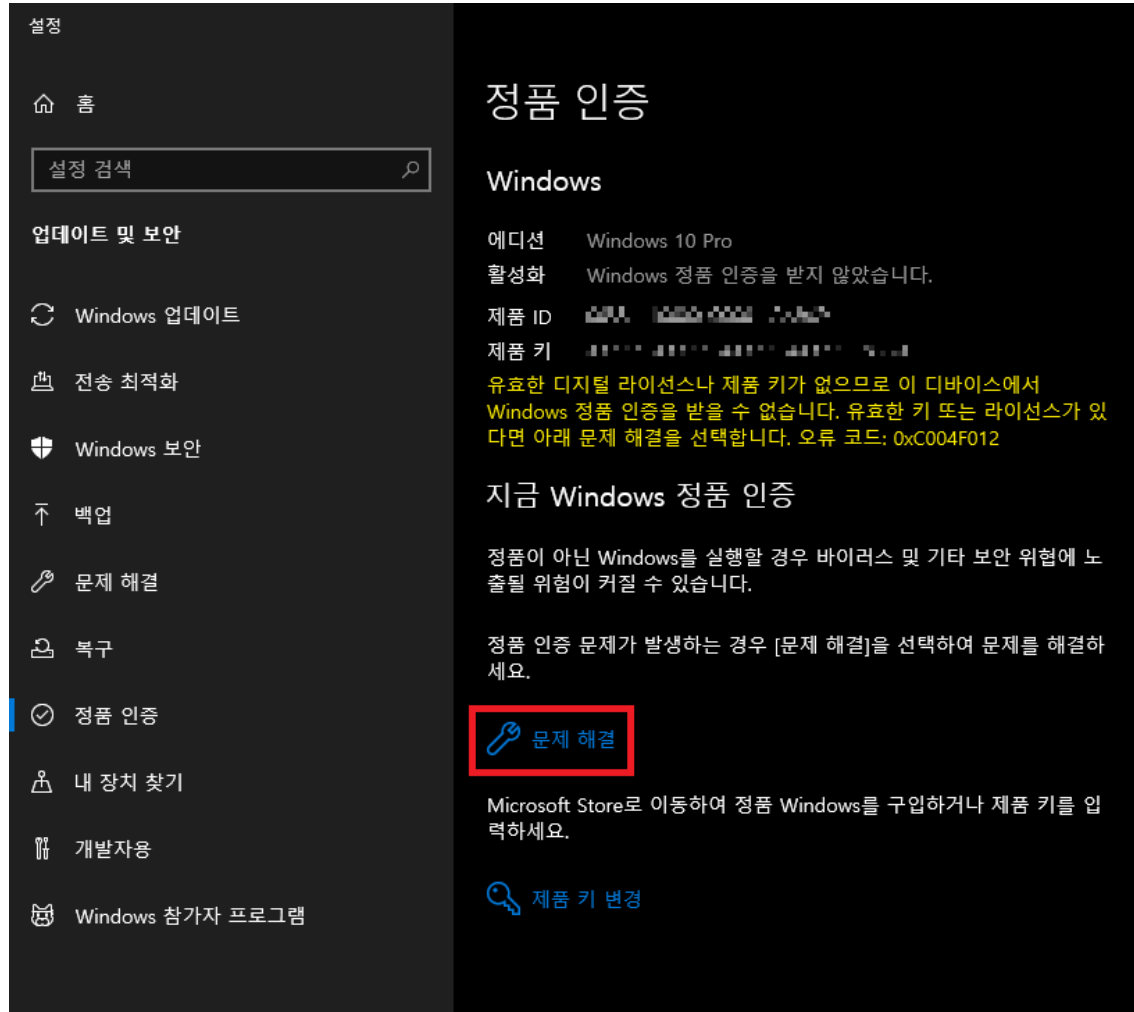 설정
홈
설정 검색
업데이트 및 보안
Windows 업데이트
전송 최적화
Windows 보안
백업
문제 해결
복구
정품 인증
내 장치 찾기
개발자용
Windows 참가자 프로그램
정품 인증
Windows
에디션 Windows 10 Pro
활성화 Windows 정품 인증을 받지 않았습니다.
제품 ID
제품 키
유효한 디지털 라이선스나 제품 키가 없으므로 이 디바이스에서
Windows 정품 인증을 받을 수 없습니다. 유효한 키 또는 라이선스가 있
다면 아래 문제 해결을 선택합니다. 오류 코드: 0xC004F012
지금 Windows 정품 인증
정품이 아닌 Windows를 실행할 경우 바이러스 및 기타 보안 위협에 노
출될 위험이 커질 수 있습니다.
정품 인증 문제가 발생하는 경우 [문제 해결]을 선택하여 문제를 해결하
세요.
문제 해결
Microsoft Store로 이동하여 정품 Windows를 구입하거나 제품 키를 입
력하세요.
제품 키 변경